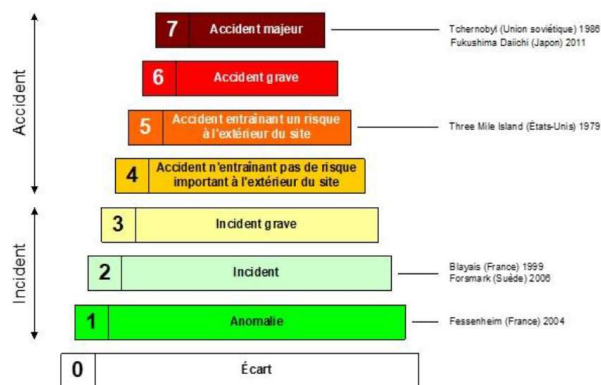 7 Accident majeur
Tchernobyl (Union soviétique) 1986
Fukushima Daiichi (Japon) 2011
6 Accident grave
Accident
5 Accident entraînant un risque
à l'extérieur du site
Three Mile Island (États-Unis) 1979
4 Accident n'entraînant pas de risque
important à l'extérieur du site
3 Incident grave
Incident
2 Incident
Blayais (France) 1999
Forsmark (Suède) 2006
1 Anomalie
Fessenheim (France) 2004
0 Écart